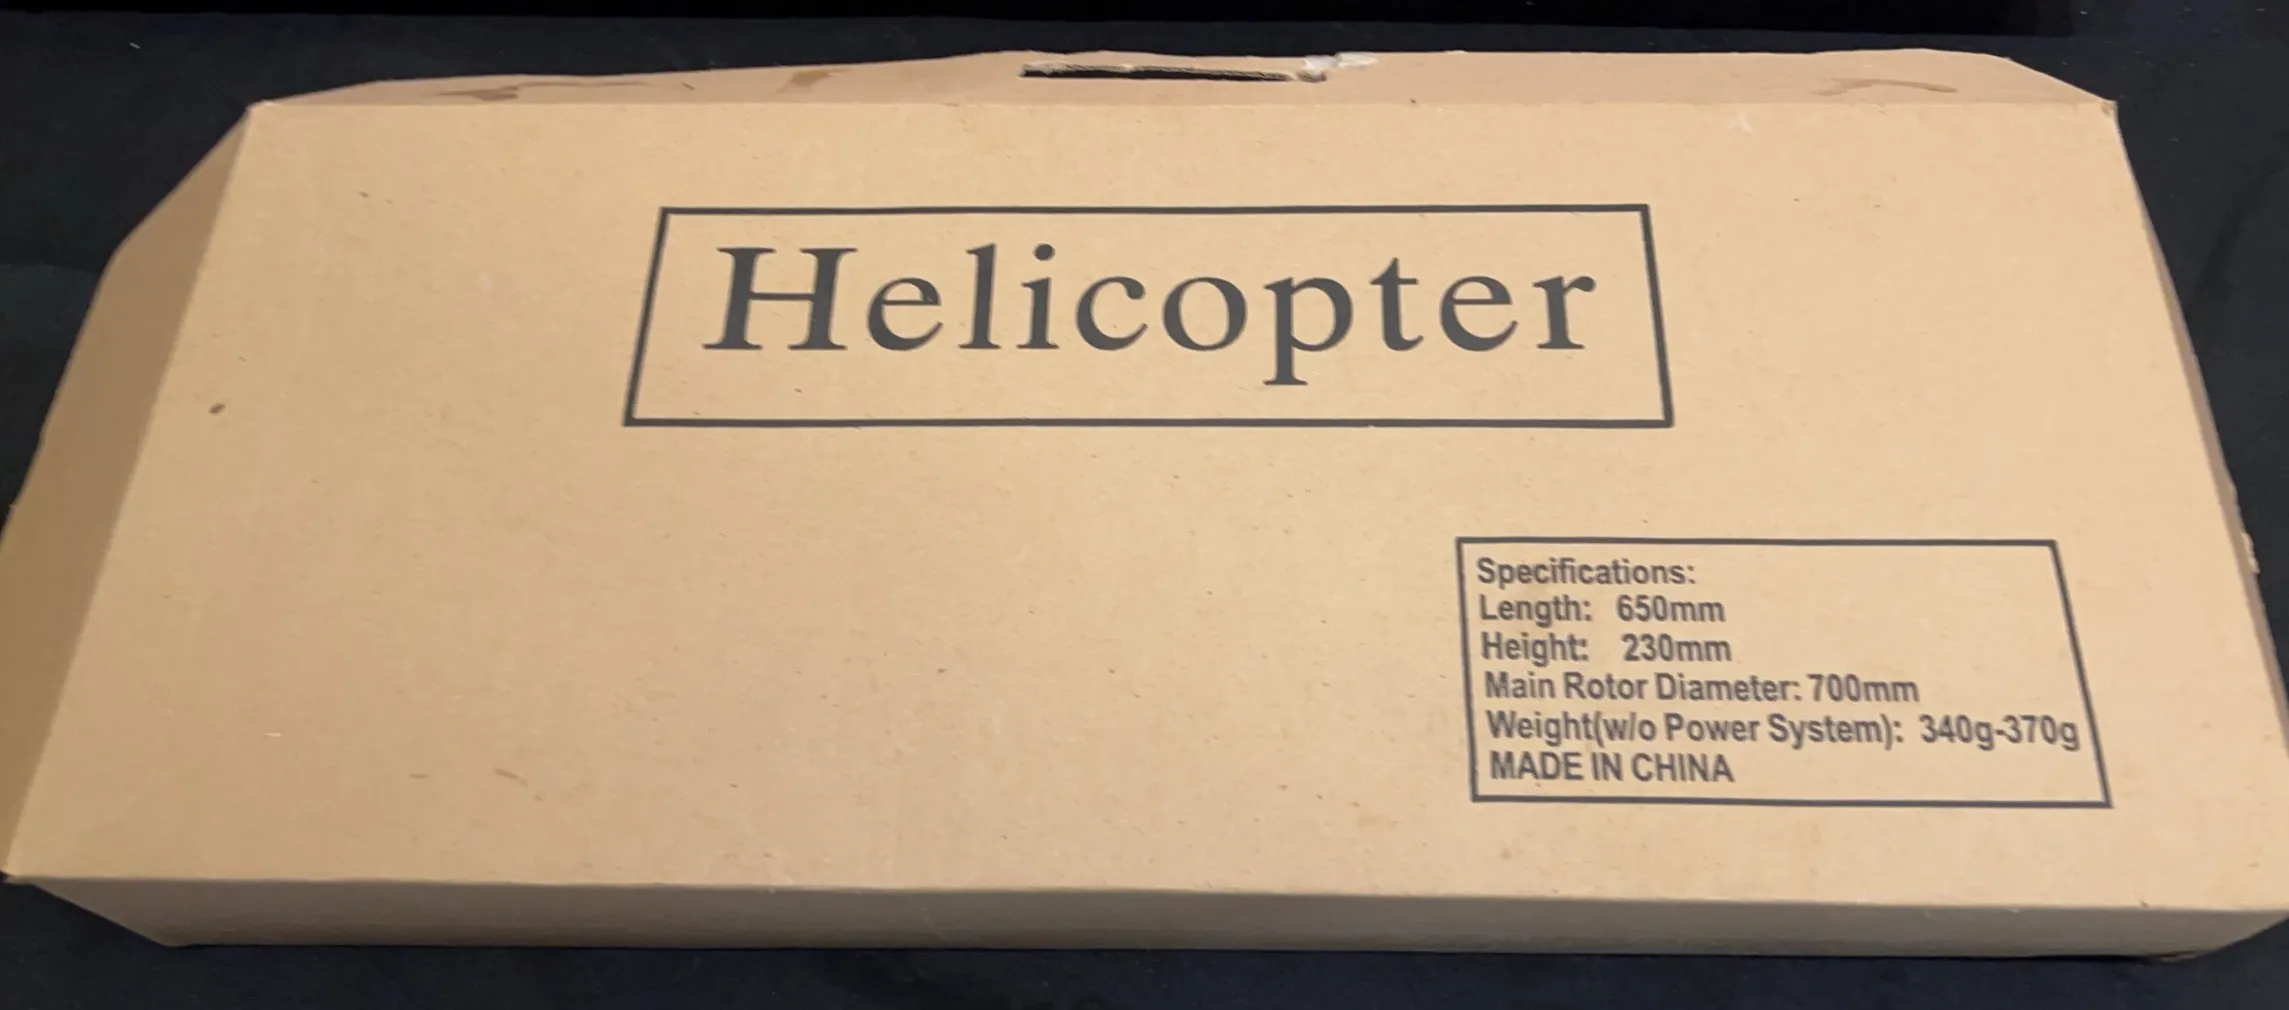 Helicopter
Specifications:
Length: 650mm
Height: 230mm
Main Rotor Diameter: 700mm
Weight(w/o Power System): 340g-370g
MADE IN CHINA